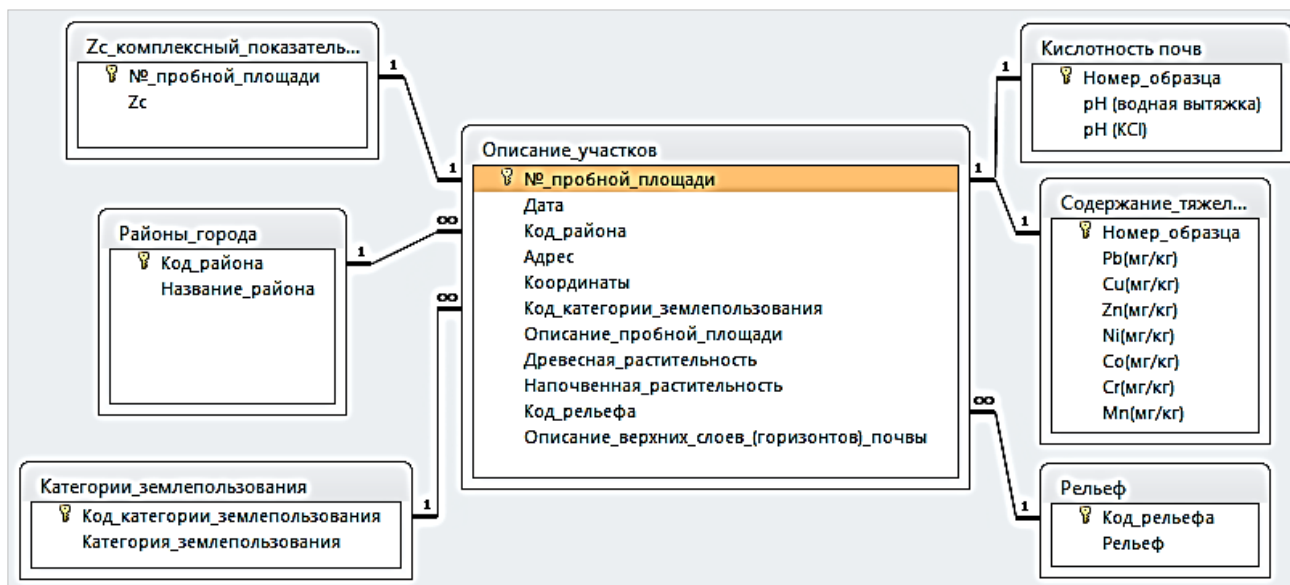 Zc_комплексный_показатель...
№_пробной_площади
Zc
1
1
Районы_города
Код_района
Название_района
1
∞
Категории_землепользования
Код_категории_землепользования
Категория_землепользования
1
∞
Описание_участков
№_пробной_площади
Дата
Код_района
Адрес
Координаты
Код_категории_землепользования
Описание_пробной_площади
Древесная_растительность
Напочвенная_растительность
Код_рельефа
Описание_верхних_слоев_(горизонтов)_почвы
Кислотность почв
Номер_образца
pH (водная вытяжка)
pH (KCl)
1
1
Содержание_тяжел...
Номер_образца
Pb(мг/кг)
Cu(мг/кг)
Zn(мг/кг)
Ni(мг/кг)
Co(мг/кг)
Cr(мг/кг)
Mn(мг/кг)
1
Рельеф
Код_рельефа
Рельеф
1
∞